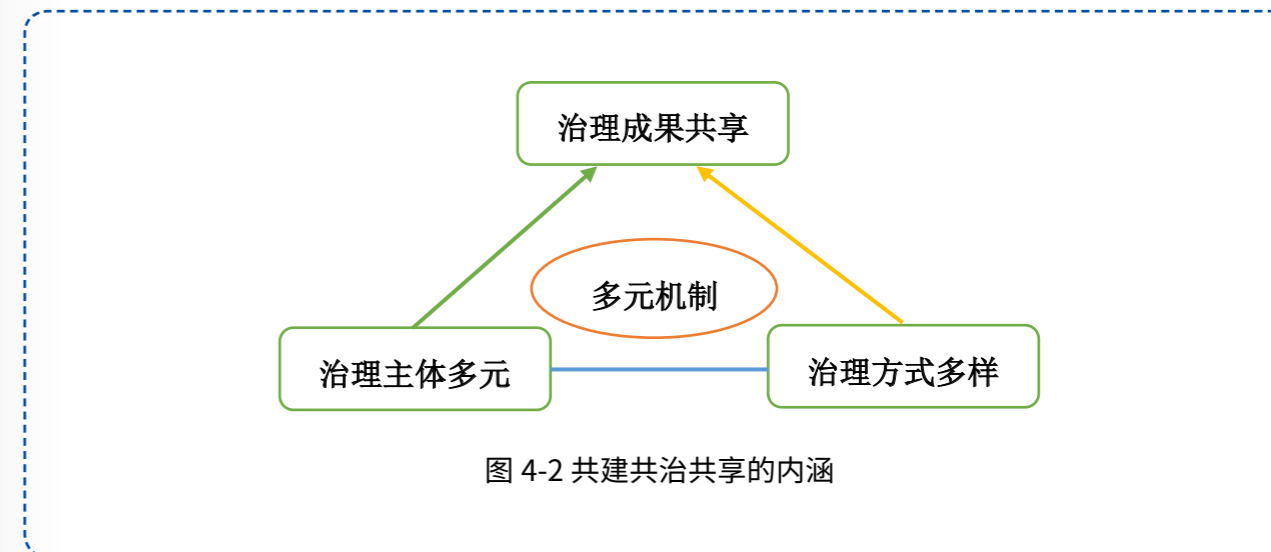 治理成果共享
多元机制
治理主体多元
治理方式多样
图 4-2 共建共治共享的内涵